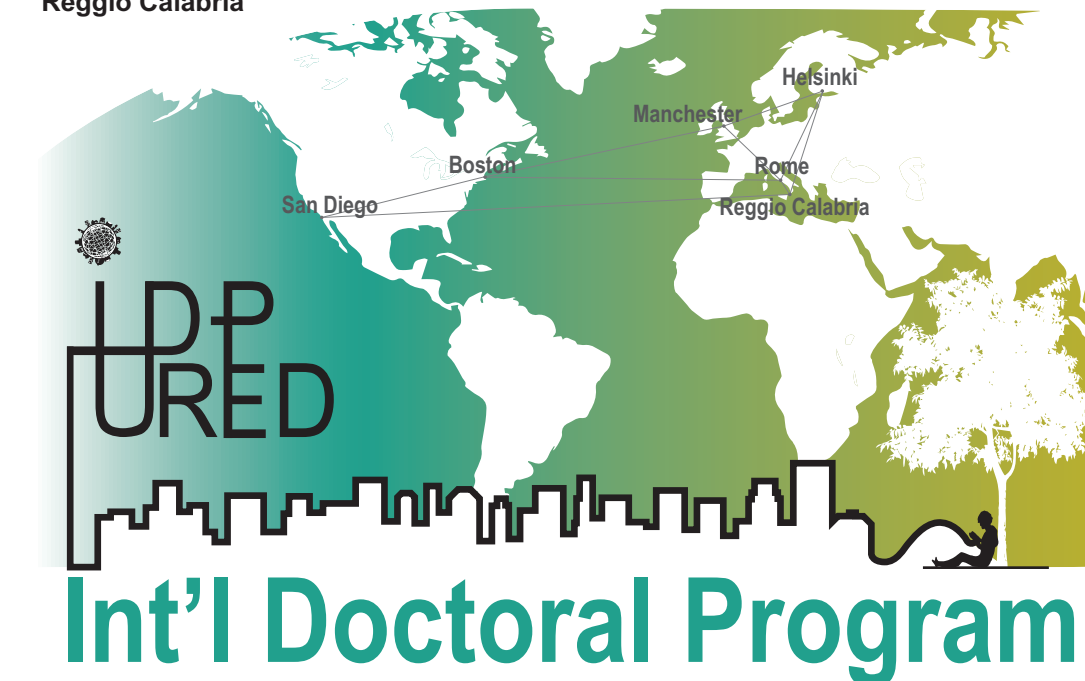 Reggio Calabria
Helsinki
Manchester
Boston
Rome
San Diego
Reggio Calabria
IDP
URED
Int’l Doctoral Program